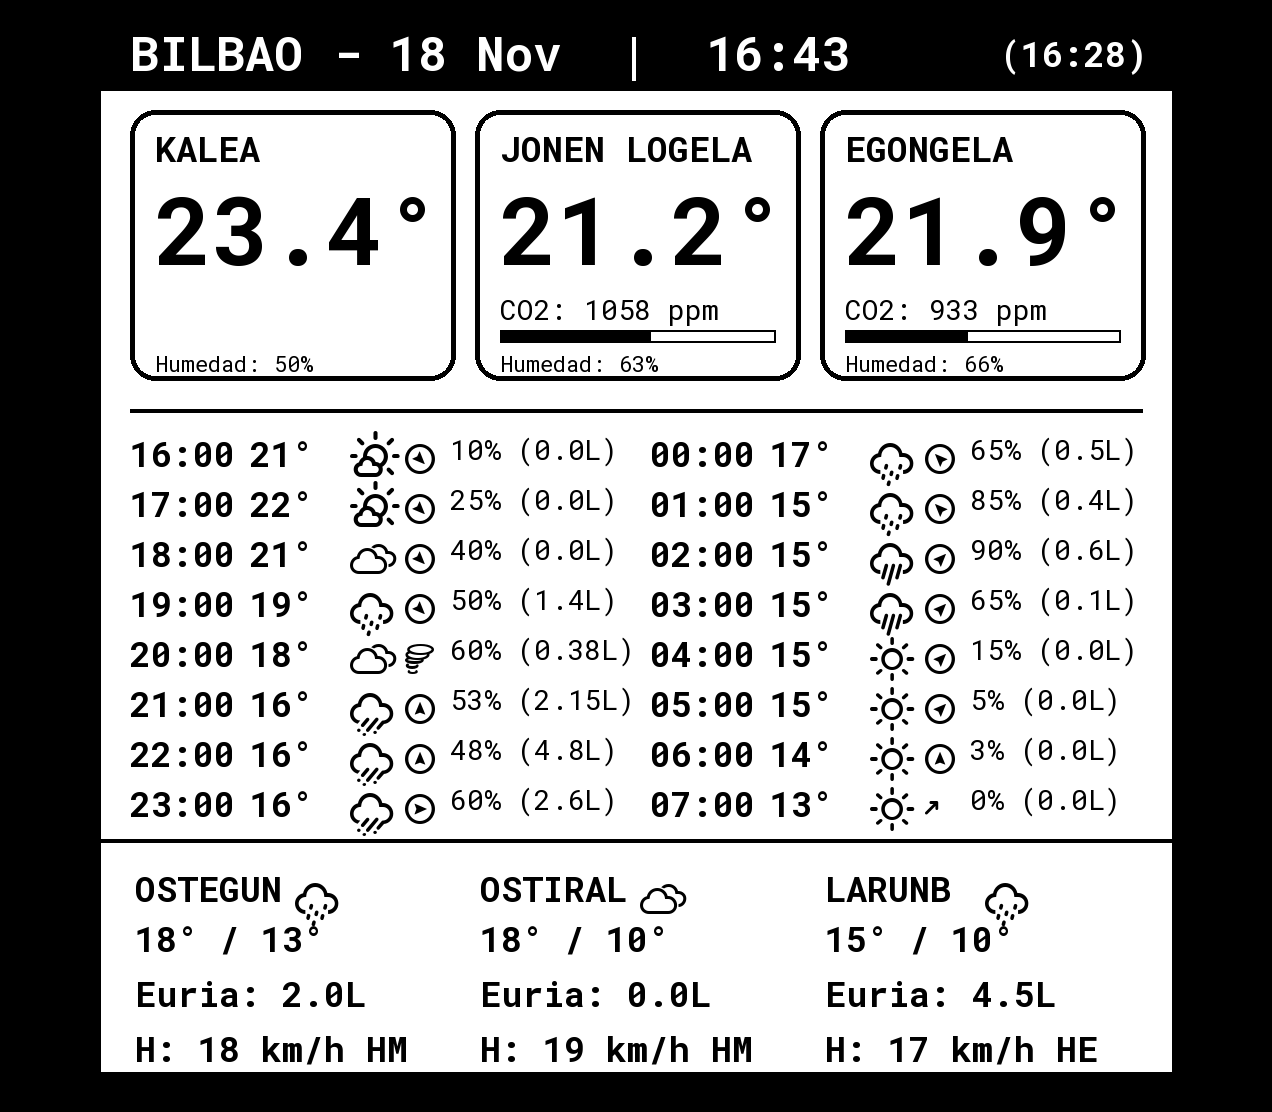 BILBAO - 18 Nov | 16:43 (16:28)
KALEA
23.4°
Humedad: 50%
JONEN LOGELA
21.2°
CO2: 1058 ppm
Humedad: 63%
EGONGELA
21.9°
CO2: 933 ppm
Humedad: 66%
16:00 21° 10% (0.0L)
17:00 22° 25% (0.0L)
18:00 21° 40% (0.0L)
19:00 19° 50% (1.4L)
20:00 18° 60% (0.38L)
21:00 16° 53% (2.15L)
22:00 16° 48% (4.8L)
23:00 16° 60% (2.6L)
00:00 17° 65% (0.5L)
01:00 15° 85% (0.4L)
02:00 15° 90% (0.6L)
03:00 15° 65% (0.1L)
04:00 15° 15% (0.0L)
05:00 15° 5% (0.0L)
06:00 14° 3% (0.0L)
07:00 13° 0% (0.0L)
OSTEGUN
18° / 13°
Euria: 2.0L
H: 18 km/h HM
OSTIRAL
18° / 10°
Euria: 0.0L
H: 19 km/h HM
LARUNB
15° / 10°
Euria: 4.5L
H: 17 km/h HE